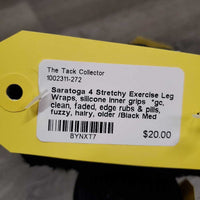 The Tack Collector
1002311-272
Saratoga 4 Stretchy Exercise Leg
Wraps, silicone inner grips *gc,
clean, faded, edge rubs & pills,
fuzzy, hairy, older /Black Med
BYNXT7
$20.00